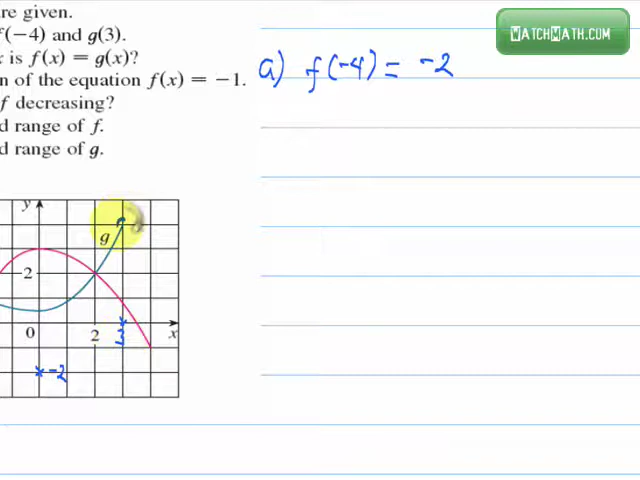 re given.
f(−4) and g(3).
x is f(x) = g(x)?
n of the equation f(x) = −1.
f decreasing?
d range of f.
d range of g.
WatchMath.com
a) f(-4) = -2
y
g
2
0
2
x
3
-2